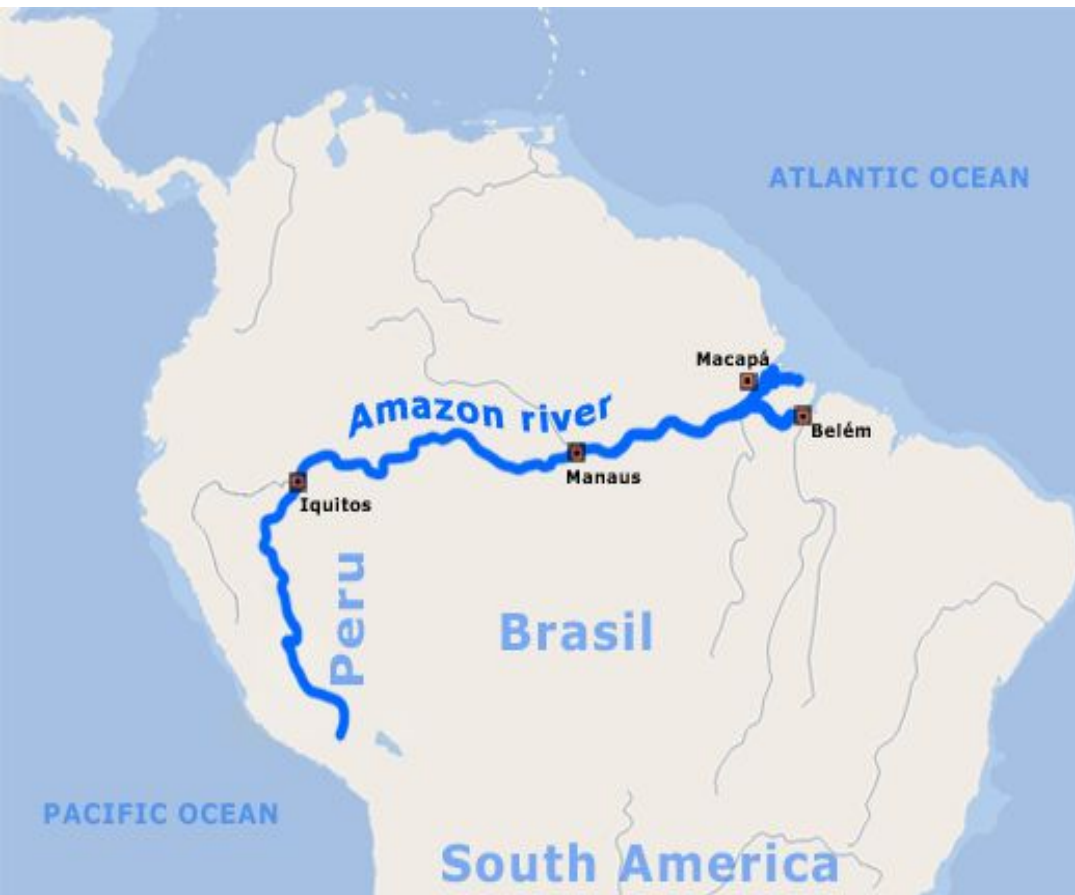 ATLANTIC OCEAN
Macapá
Amazon river
Belém
Manaus
Iquitos
Peru
Brasil
PACIFIC OCEAN
South America